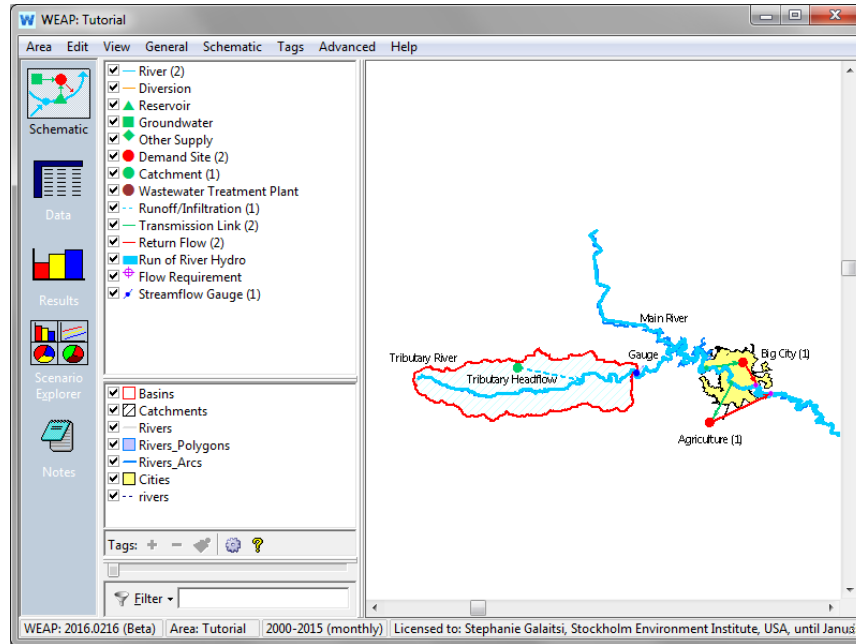 WEAP: Tutorial
Area Edit View General Schematic Tags Advanced Help
Schematic
Data
Results
Scenario
Explorer
Notes
River (2)
Diversion
Reservoir
Groundwater
Other Supply
Demand Site (2)
Catchment (1)
Wastewater Treatment Plant
Runoff/Infiltration (1)
Transmission Link (2)
Return Flow (2)
Run of River Hydro
Flow Requirement
Streamflow Gauge (1)
Basins
Catchments
Rivers
Rivers_Polygons
Rivers_Arcs
Cities
rivers
Tags:
Filter
Main River
Tributary River
Gauge
Big City (1)
Tributary Headflow
Agriculture (1)
WEAP: 2016.0216 (Beta) Area: Tutorial 2000-2015 (monthly) Licensed to: Stephanie Galaitsi, Stockholm Environment Institute, USA, until Janua